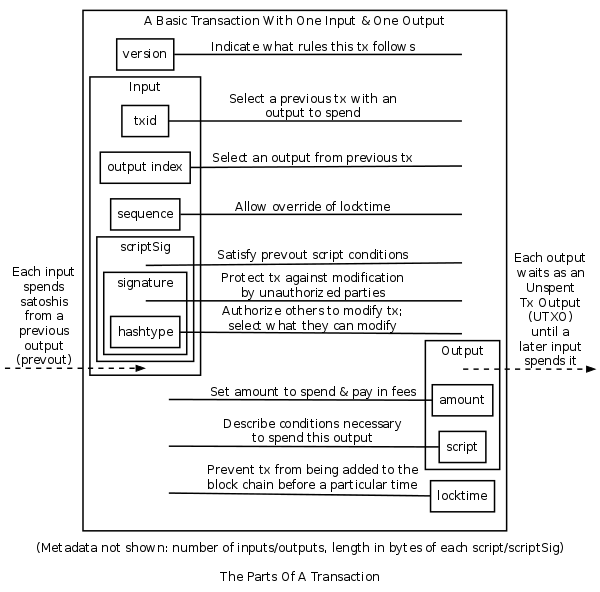 A Basic Transaction With One Input & One Output
version
Indicate what rules this tx follows
Input
txid
Select a previous tx with an
output to spend
output index
Select an output from previous tx
sequence
Allow override of locktime
scriptSig
Satisfy prevout script conditions
signature
Protect tx against modification
by unauthorized parties
hashtype
Authorize others to modify tx;
select what they can modify
Each input
spends
satoshis
from a
previous
output
(prevout)
Each output
waits as an
Unspent
Tx Output
(UTXO)
until a
later input
spends it
Output
Set amount to spend & pay in fees
amount
Describe conditions necessary
to spend this output
script
Prevent tx from being added to the
block chain before a particular time
locktime
(Metadata not shown: number of inputs/outputs, length in bytes of each script/scriptSig)
The Parts Of A Transaction